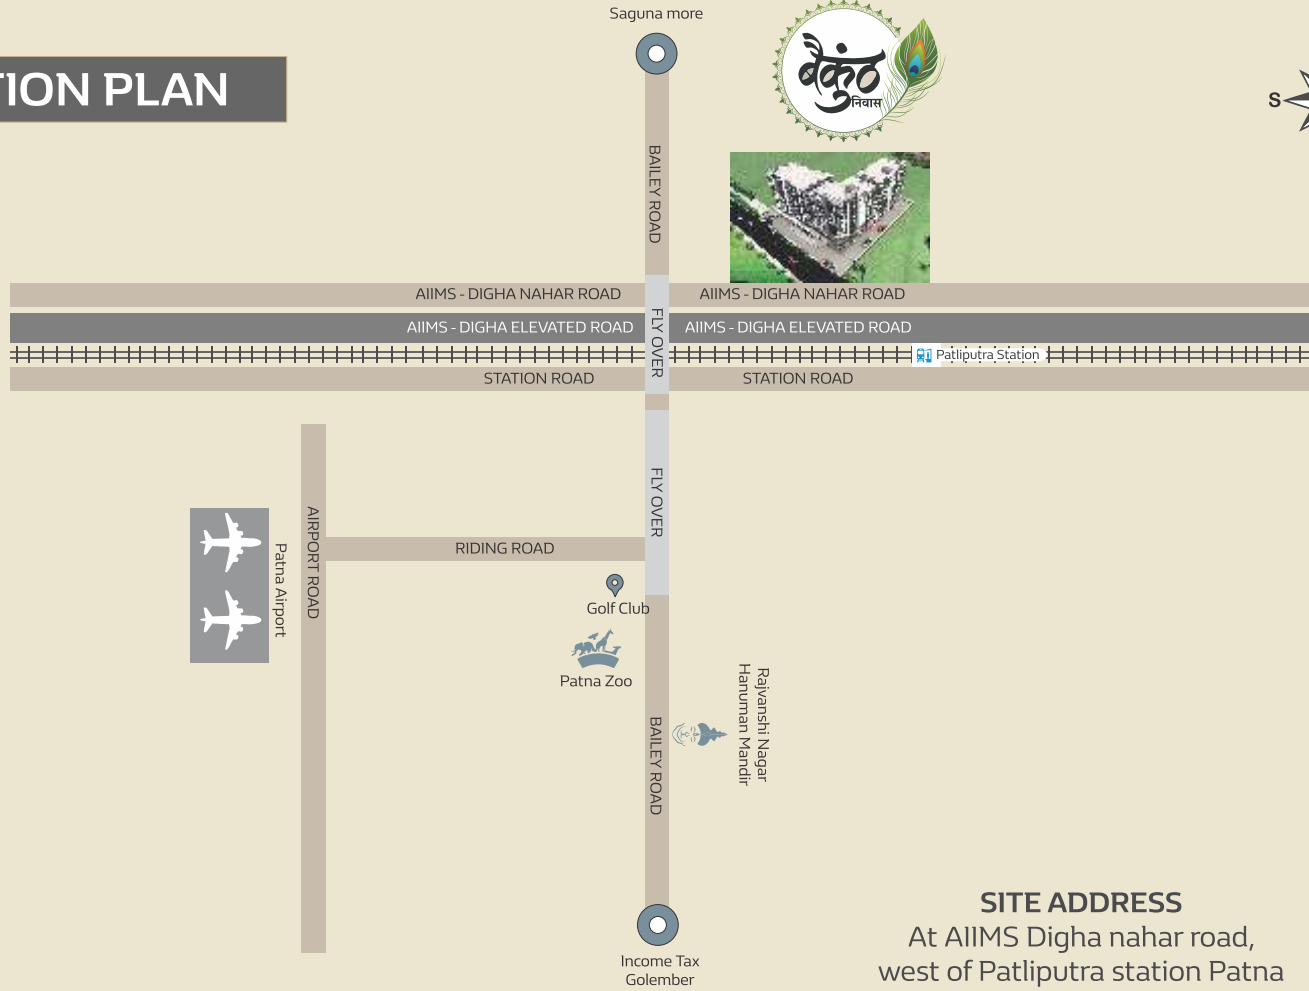 Saguna more
TION PLAN
वैकुंठ
निवास
S
BAILEY ROAD
AIIMS - DIGHA NAHAR ROAD
AIIMS - DIGHA NAHAR ROAD
FLY OVER
AIIMS - DIGHA ELEVATED ROAD
AIIMS - DIGHA ELEVATED ROAD
Patliputra Station
STATION ROAD
STATION ROAD
FLY OVER
AIRPORT ROAD
Patna Airport
RIDING ROAD
Golf Club
Patna Zoo
Rajvanshi Nagar
Hanuman Mandir
BAILEY ROAD
Income Tax
Golember
SITE ADDRESS
At AIIMS Digha nahar road,
west of Patliputra station Patna